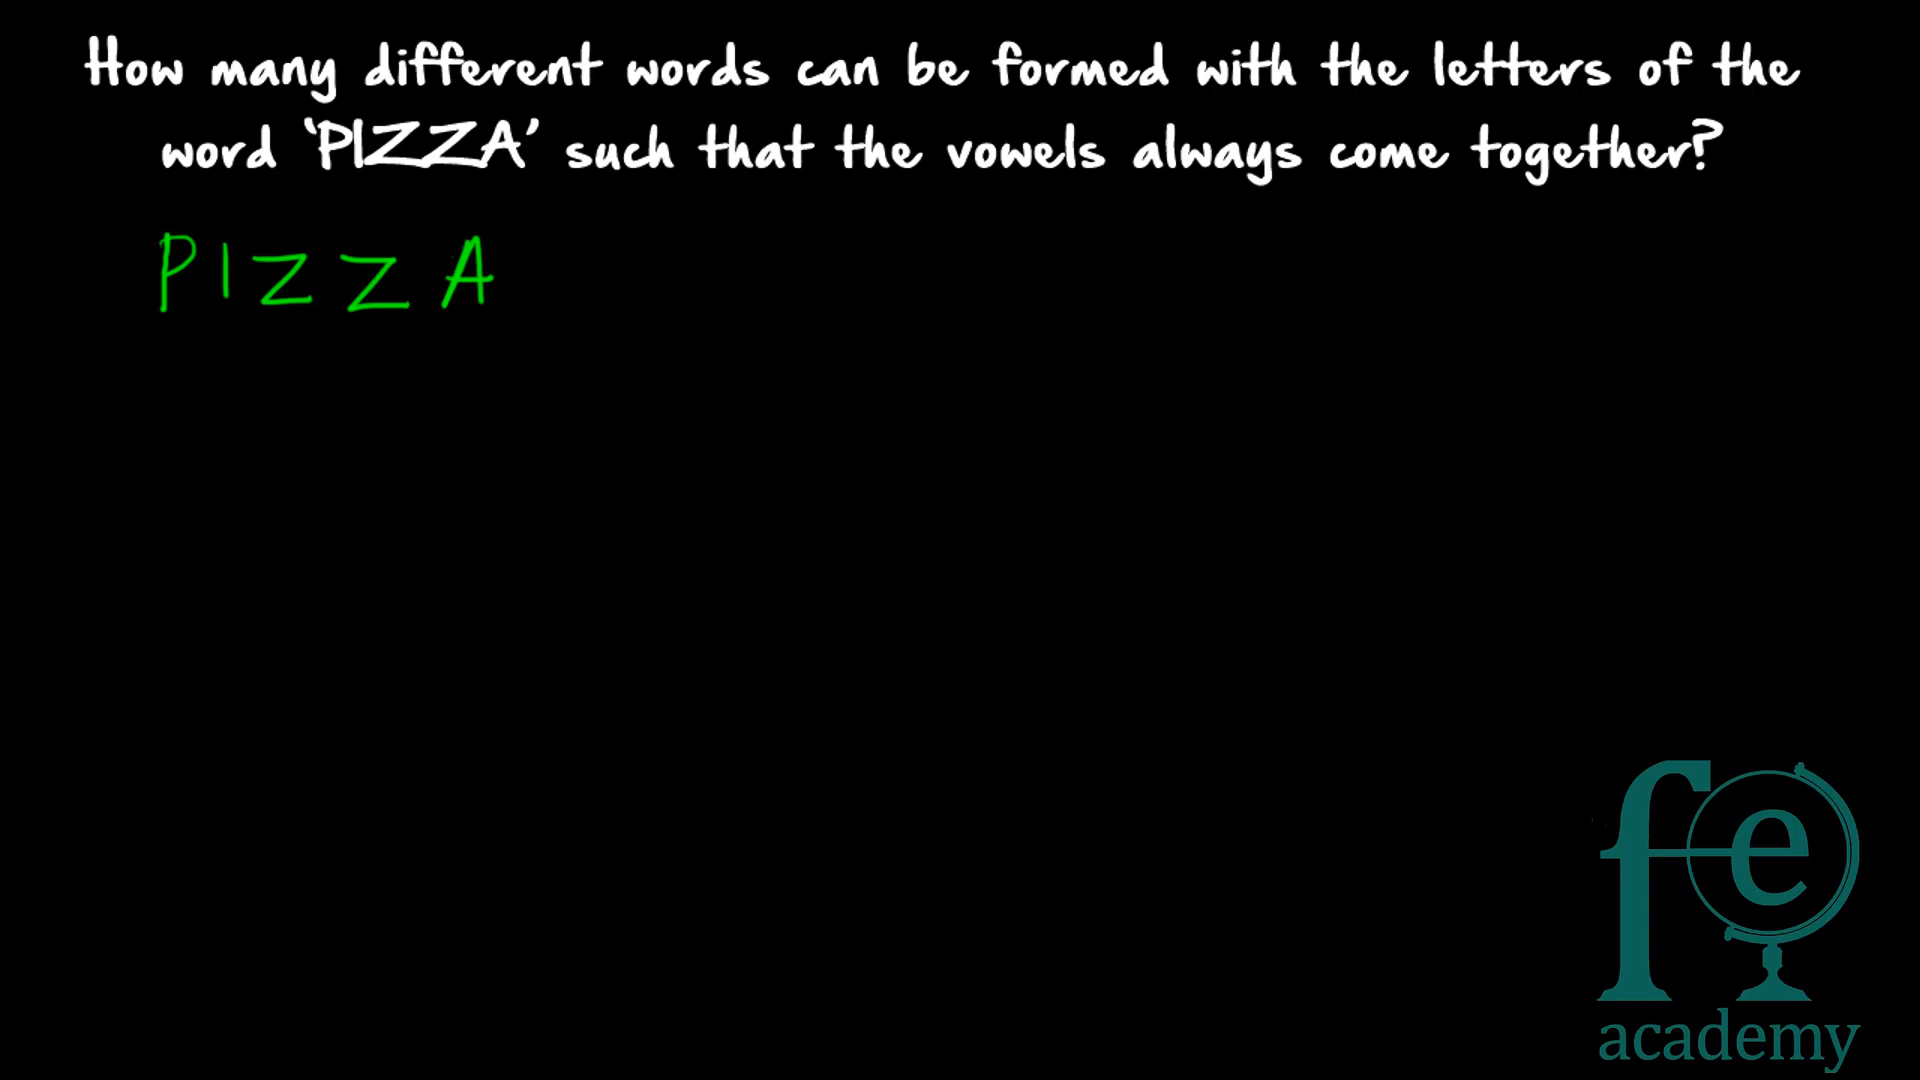 How many different words can be formed with the letters of the
word ‘PIZZA’ such that the vowels always come together?
PIZZA
fe
academy